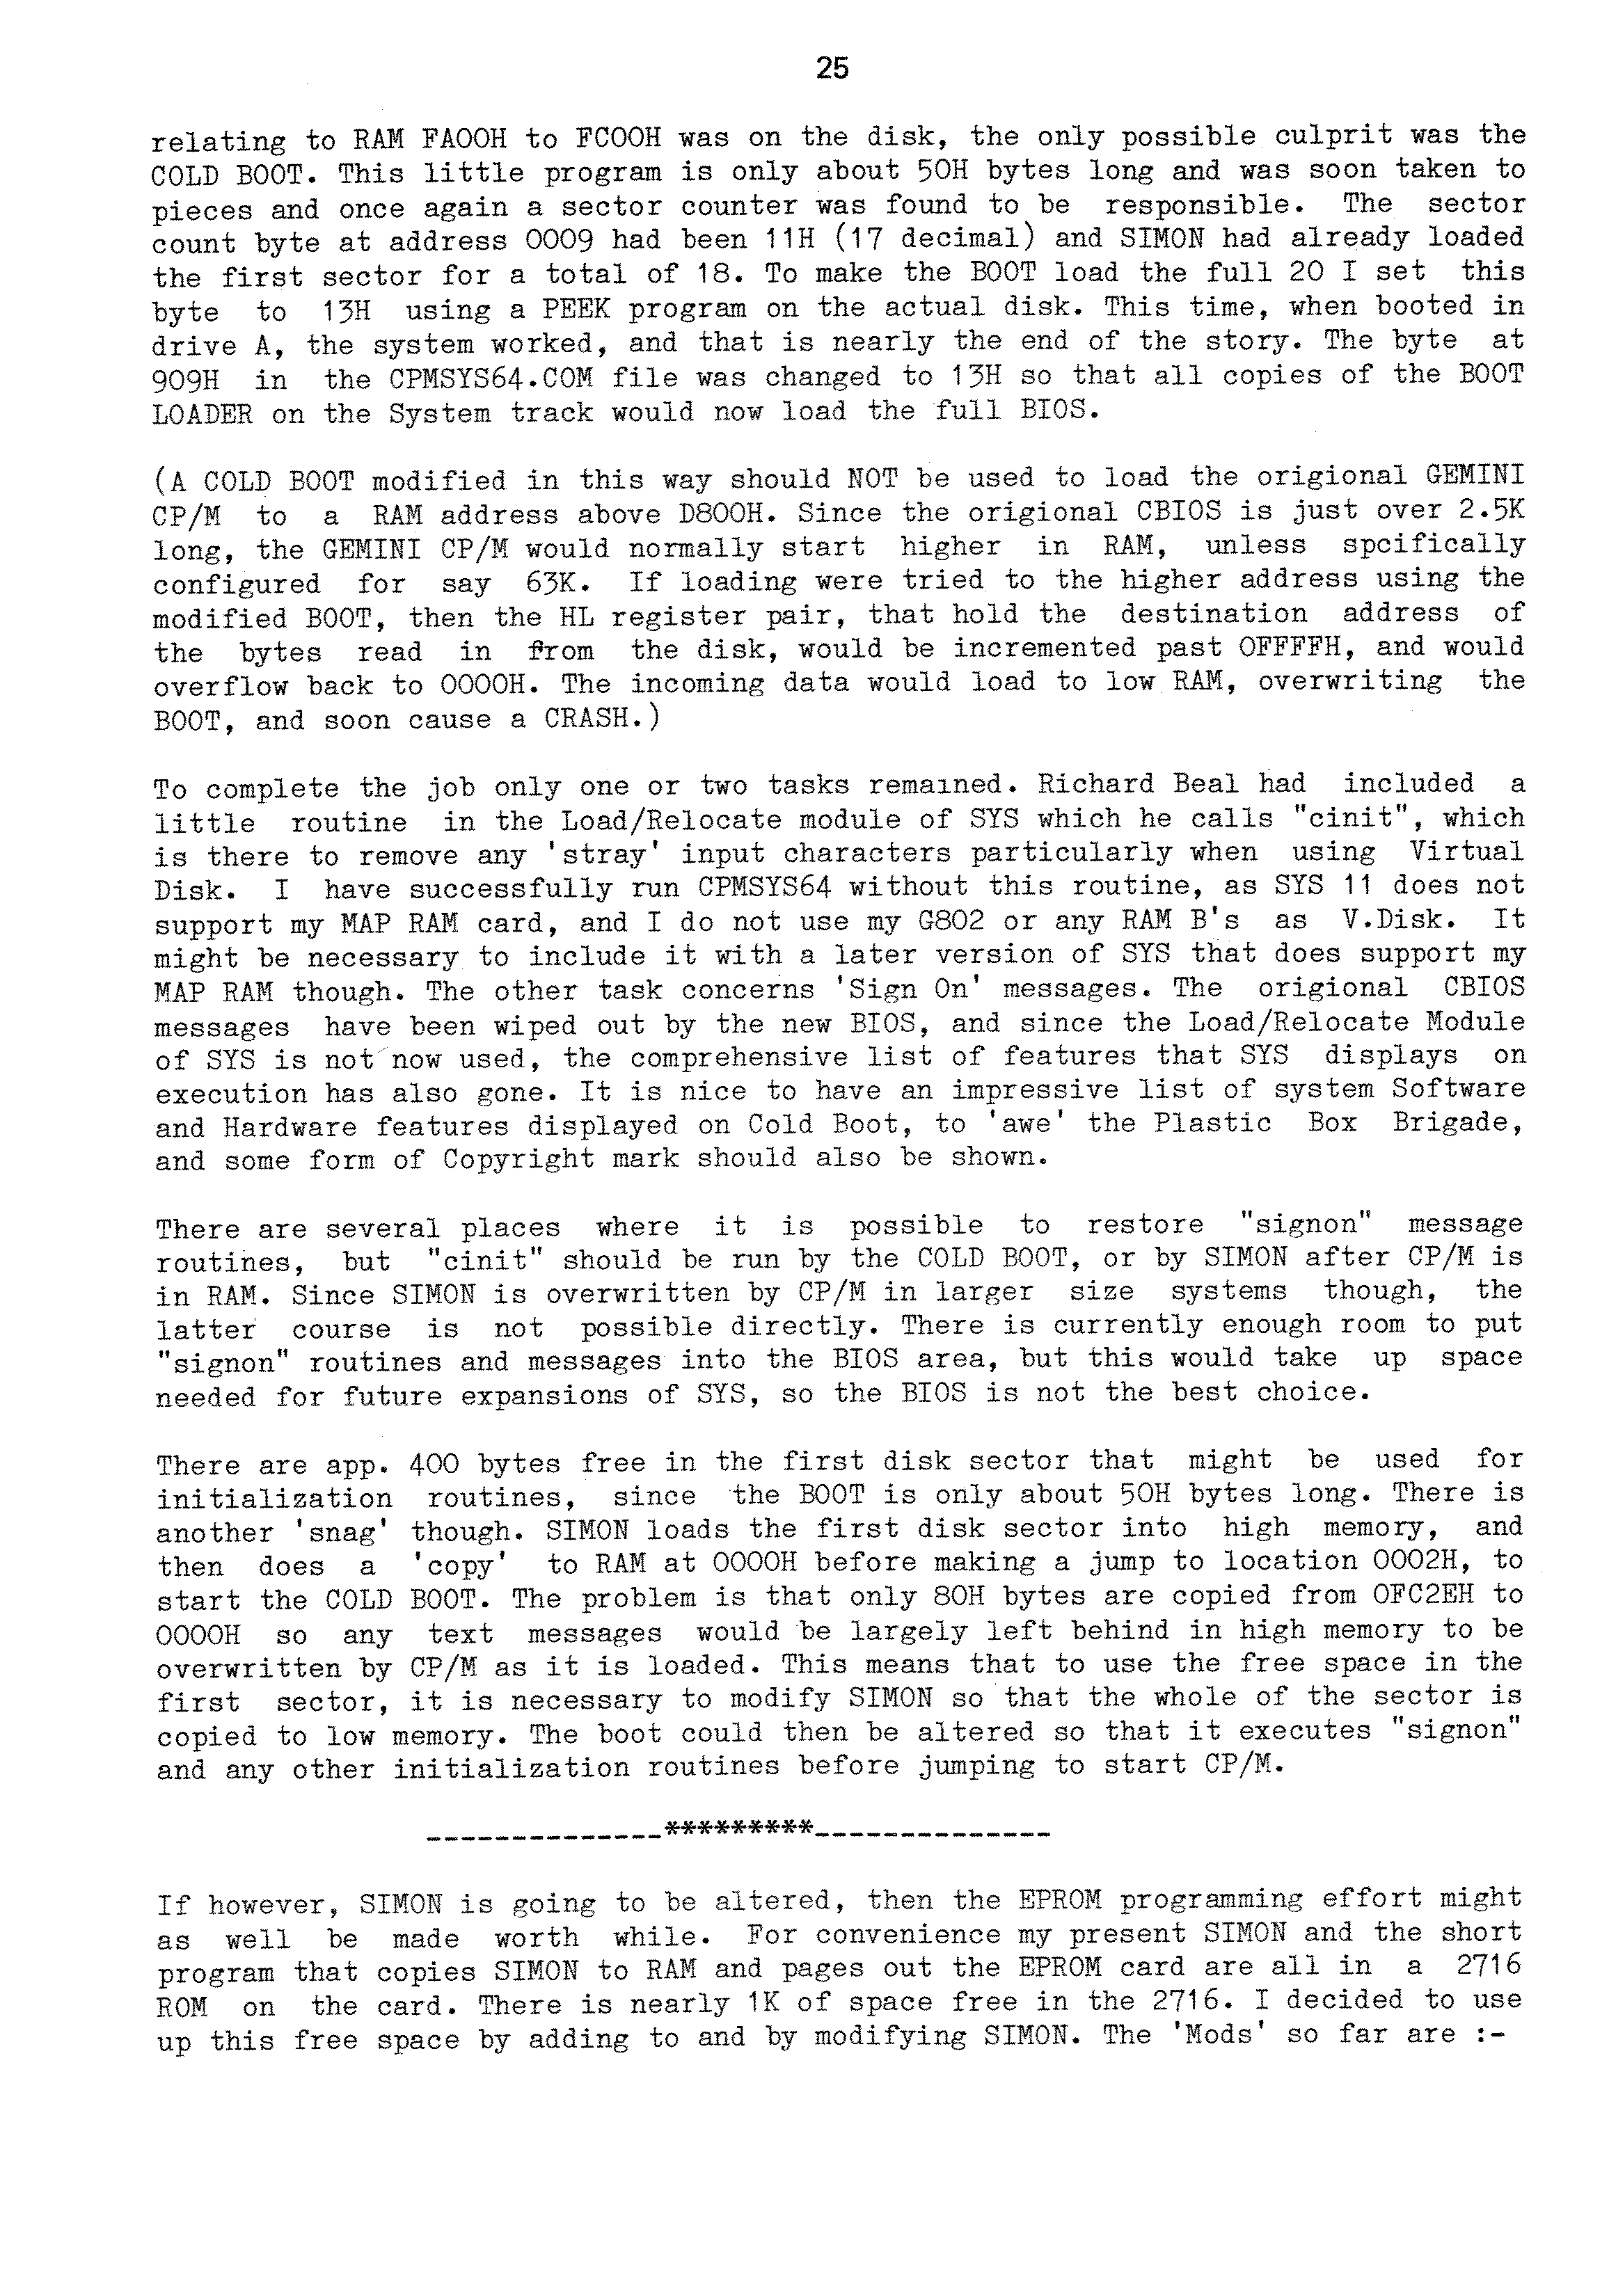 25
relating to RAM FA00H to FC00H was on the disk, the only possible culprit was the
COLD BOOT. This little program is only about 50H bytes long and was soon taken to
pieces and once again a sector counter was found to be responsible. The sector
count byte at address 0009 had been 11H (17 decimal) and SIMON had already loaded
the first sector for a total of 18. To make the BOOT load the full 20 I set this
byte to 13H using a PEEK program on the actual disk. This time, when booted in
drive A, the system worked, and that is nearly the end of the story. The byte at
909H in the CPMSYS64.COM file was changed to 13H so that all copies of the BOOT
LOADER on the System track would now load the full BIOS.
(A COLD BOOT modified in this way should NOT be used to load the origional GEMINI
CP/M to a RAM address above D800H. Since the origional CBIOS is just over 2.5K
long, the GEMINI CP/M would normally start higher in RAM, unless spcifically
configured for say 63K. If loading were tried to the higher address using the
modified BOOT, then the HL register pair, that hold the destination address of
the bytes read in from the disk, would be incremented past 0FFFFH, and would
overflow back to 0000H. The incoming data would load to low RAM, overwriting the
BOOT, and soon cause a CRASH.)
To complete the job only one or two tasks remained. Richard Beal had included a
little routine in the Load/Relocate module of SYS which he calls "cinit", which
is there to remove any 'stray' input characters particularly when using Virtual
Disk. I have successfully run CPMSYS64 without this routine, as SYS 11 does not
support my MAP RAM card, and I do not use my G802 or any RAM B's as V.Disk. It
might be necessary to include it with a later version of SYS that does support my
MAP RAM though. The other task concerns 'Sign On' messages. The origional CBIOS
messages have been wiped out by the new BIOS, and since the Load/Relocate Module
of SYS is not now used, the comprehensive list of features that SYS displays on
execution has also gone. It is nice to have an impressive list of system Software
and Hardware features displayed on Cold Boot, to 'awe' the Plastic Box Brigade,
and some form of Copyright mark should also be shown.
There are several places where it is possible to restore "signon" message
routines, but "cinit" should be run by the COLD BOOT, or by SIMON after CP/M is
in RAM. Since SIMON is overwritten by CP/M in larger size systems though, the
latter course is not possible directly. There is currently enough room to put
"signon" routines and messages into the BIOS area, but this would take up space
needed for future expansions of SYS, so the BIOS is not the best choice.
There are app. 400 bytes free in the first disk sector that might be used for
initialization routines, since the BOOT is only about 50H bytes long. There is
another 'snag' though. SIMON loads the first disk sector into high memory, and
then does a 'copy' to RAM at 0000H before making a jump to location 0002H, to
start the COLD BOOT. The problem is that only 80H bytes are copied from 0FC2EH to
0000H so any text messages would be largely left behind in high memory to be
overwritten by CP/M as it is loaded. This means that to use the free space in the
first sector, it is necessary to modify SIMON so that the whole of the sector is
copied to low memory. The boot could then be altered so that it executes "signon"
and any other initialization routines before jumping to start CP/M.
______________*********______________
If however, SIMON is going to be altered, then the EPROM programming effort might
as well be made worth while. For convenience my present SIMON and the short
program that copies SIMON to RAM and pages out the EPROM card are all in a 2716
ROM on the card. There is nearly 1K of space free in the 2716. I decided to use
up this free space by adding to and by modifying SIMON. The 'Mods' so far are :-